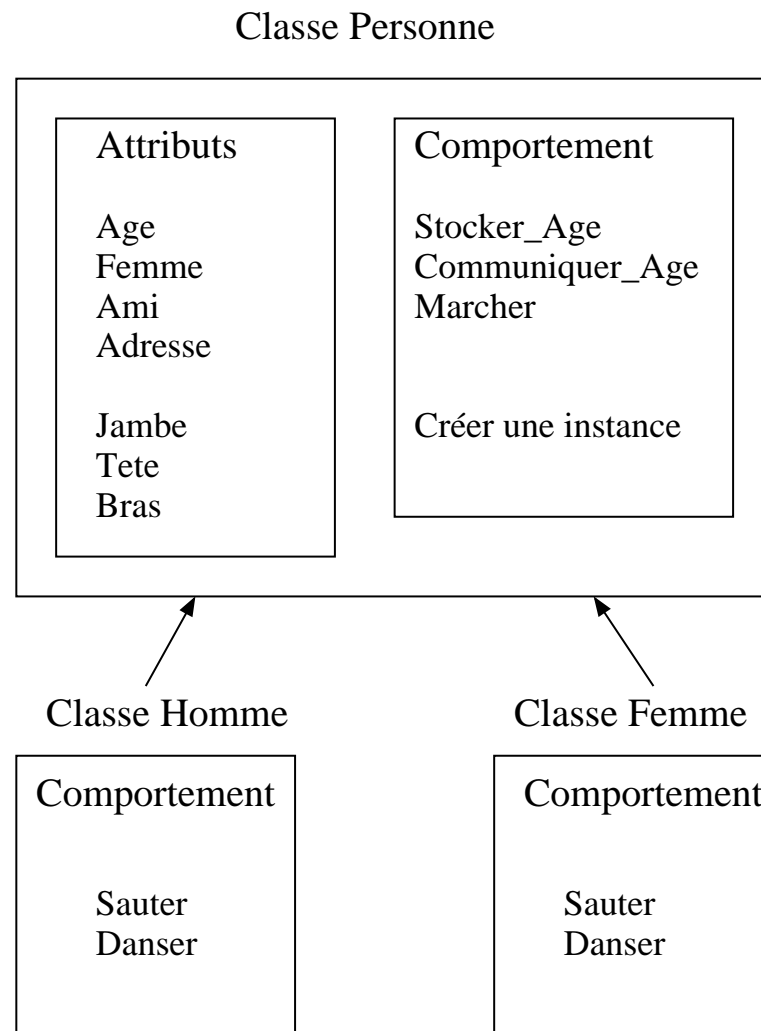 Classe Personne
Attributs
Age
Femme
Ami
Adresse
Jambe
Tete
Bras
Comportement
Stocker_Age
Communiquer_Age
Marcher
Créer une instance
Classe Homme
Comportement
Sauter
Danser
Classe Femme
Comportement
Sauter
Danser